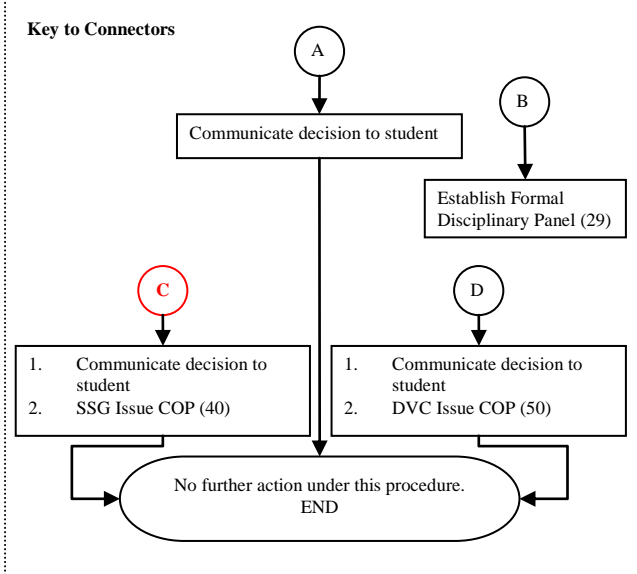 Key to Connectors
A
B
Communicate decision to student
Establish Formal
Disciplinary Panel (29)
C
D
1. Communicate decision to
student
2. SSG Issue COP (40)
1. Communicate decision to
student
2. DVC Issue COP (50)
No further action under this procedure.
END